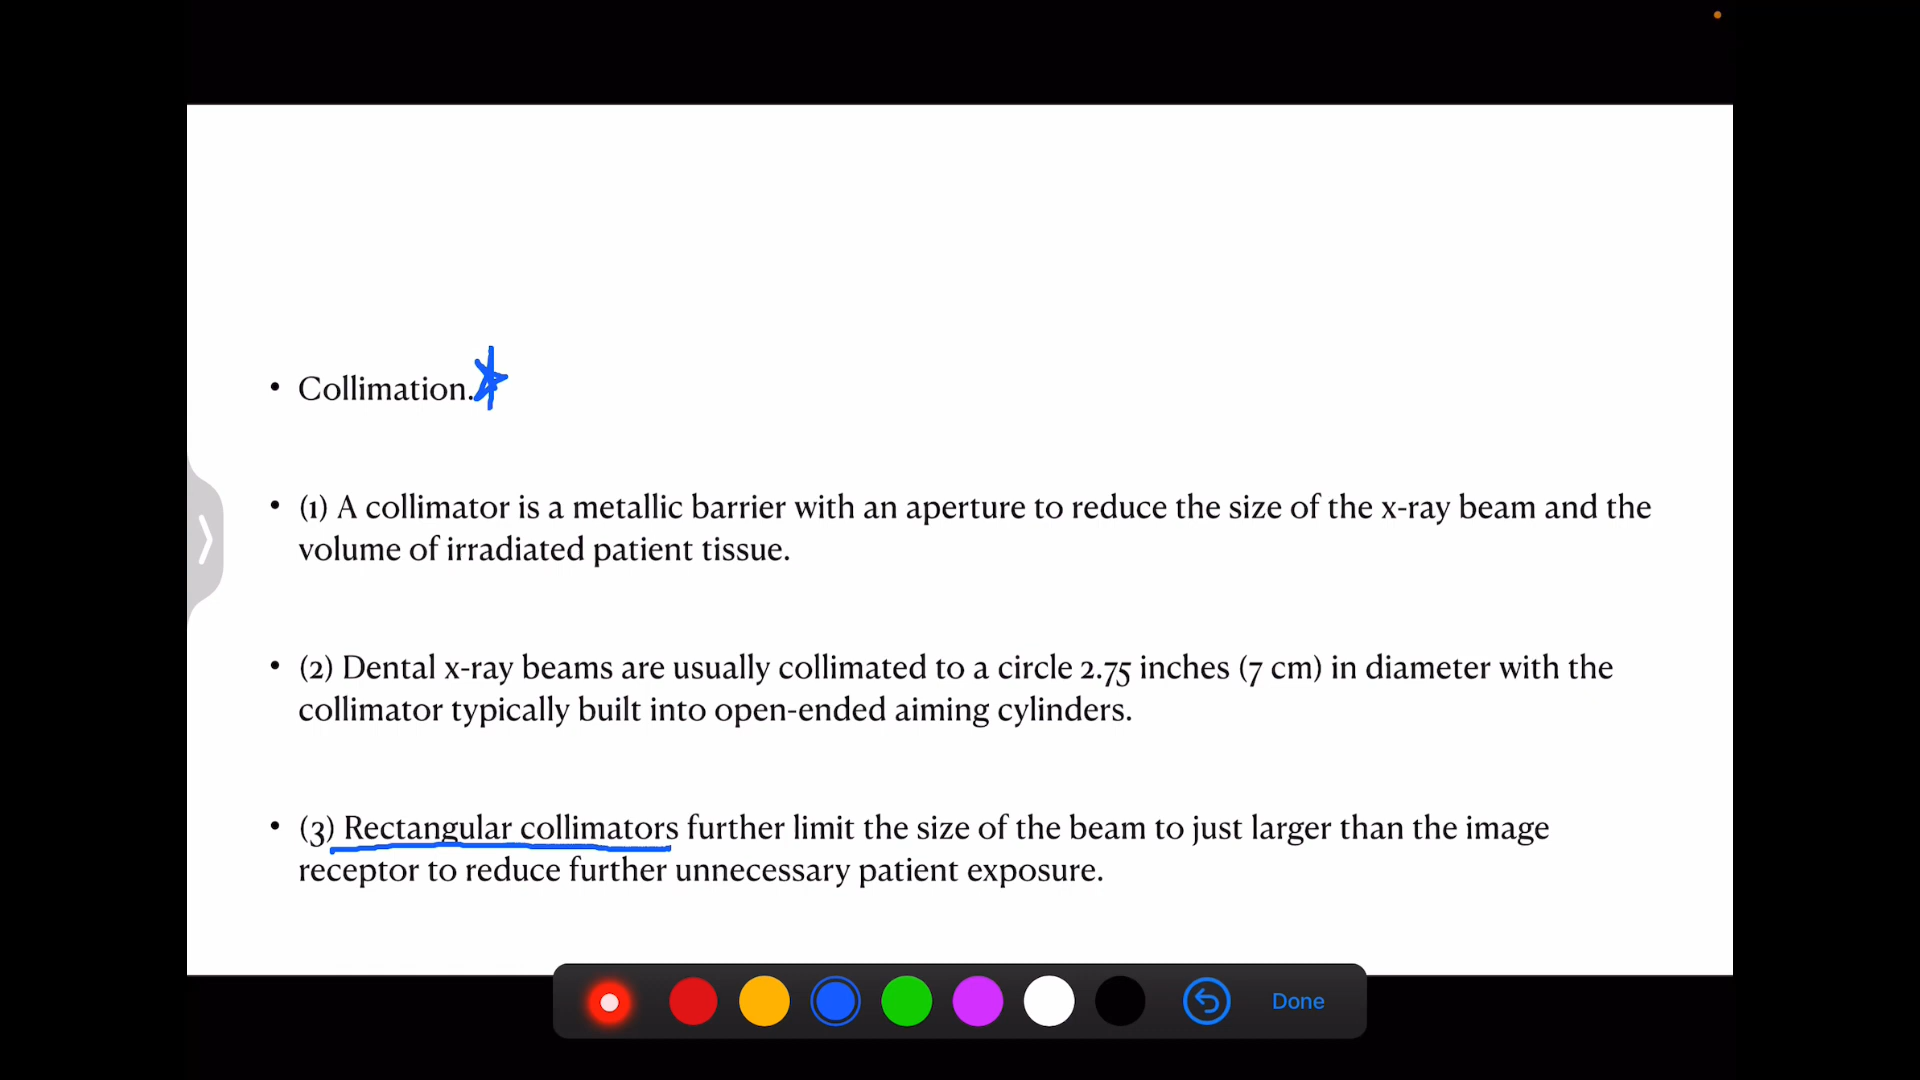 • Collimation.
• (1) A collimator is a metallic barrier with an aperture to reduce the size of the x-ray beam and the
volume of irradiated patient tissue.
• (2) Dental x-ray beams are usually collimated to a circle 2.75 inches (7 cm) in diameter with the
collimator typically built into open-ended aiming cylinders.
• (3) Rectangular collimators further limit the size of the beam to just larger than the image
receptor to reduce further unnecessary patient exposure.
Done